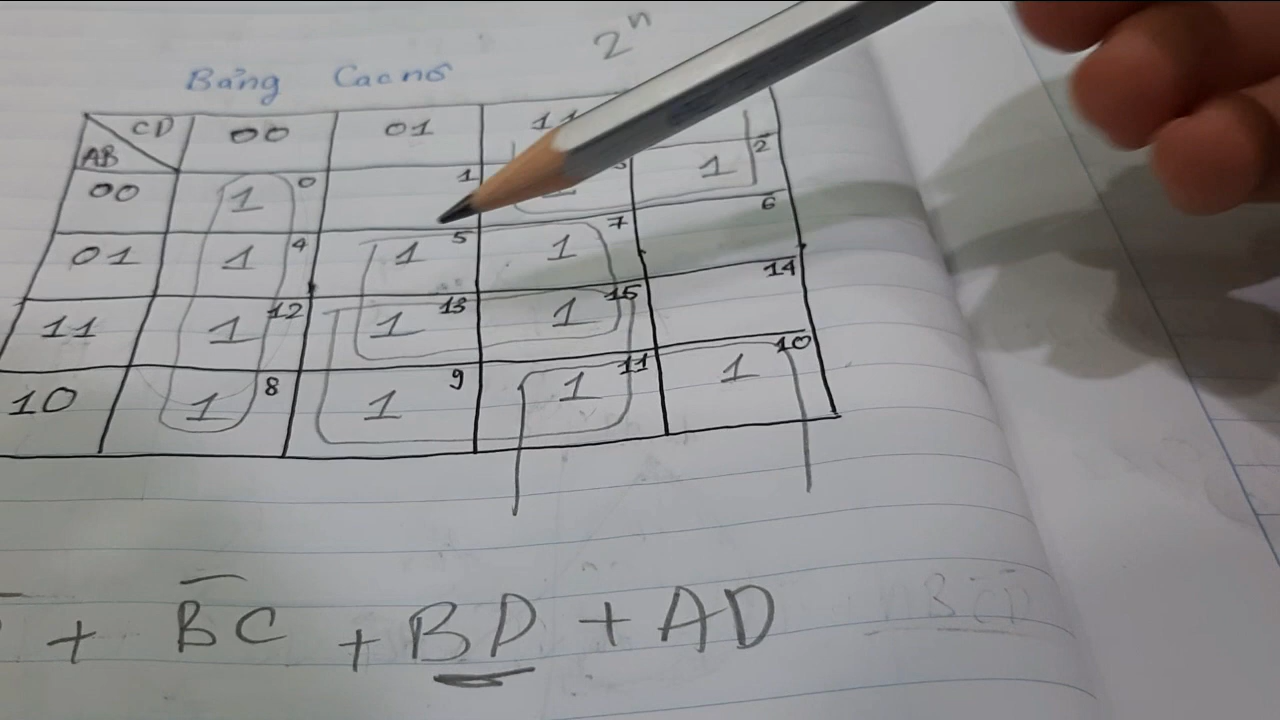 2ⁿ
Bảng Cacnô
CD 00 01 11
AB
00 1 0 1 1 2
01 1 4 1 5 1 7 6
11 1 12 1 13 1 15 14
10 1 8 1 9 1 11 1 10
+ B̅C + BD + AD